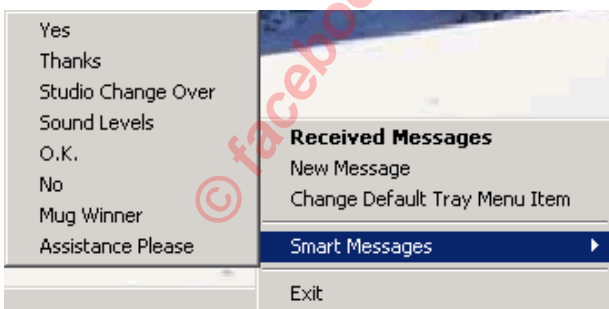 Yes
Thanks
Studio Change Over
Sound Levels
O.K.
No
Mug Winner
Assistance Please
Received Messages
New Message
Change Default Tray Menu Item
Smart Messages
Exit
© faceboo